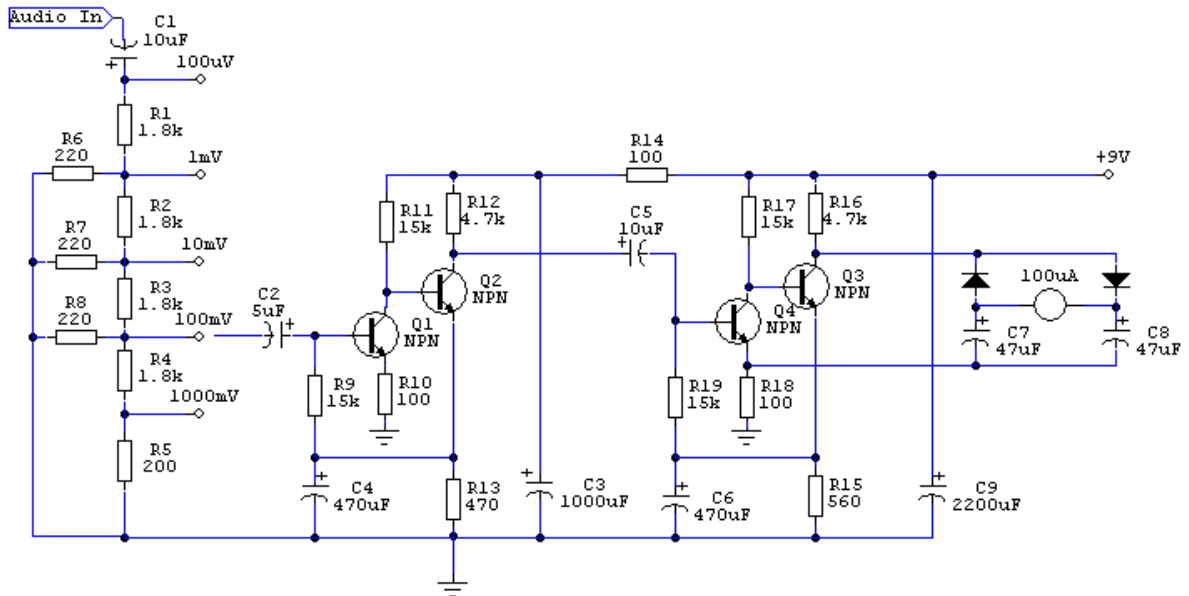 Audio In
C1
10uF
+
100uV
R1
1.8k
R6
220
1mV
R2
1.8k
R7
220
10mV
R3
1.8k
R8
220
100mV
R4
1.8k
1000mV
R5
200
C2
5uF
+
R9
15k
R10
100
Q1
NPN
R11
15k
R12
4.7k
Q2
NPN
+
C4
470uF
R13
470
+
C3
1000uF
R14
100
C5
10uF
+
R17
15k
R16
4.7k
Q3
NPN
Q4
NPN
R19
15k
R18
100
+
C6
470uF
R15
560
+
C9
2200uF
+9V
100uA
+
C7
47uF
+
C8
47uF